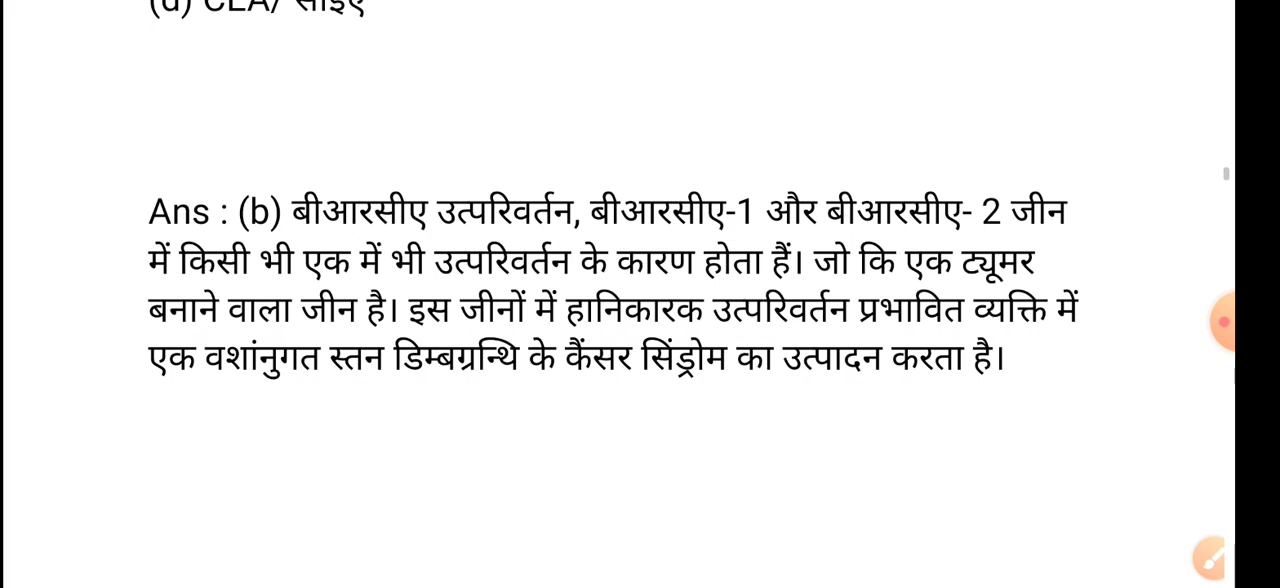 (d) CEA/ सीइए
Ans : (b) बीआरसीए उत्परिवर्तन, बीआरसीए-1 और बीआरसीए- 2 जीन
में किसी भी एक में भी उत्परिवर्तन के कारण होता हैं। जो कि एक ट्यूमर
बनाने वाला जीन है। इस जीनों में हानिकारक उत्परिवर्तन प्रभावित व्यक्ति में
एक वशांनुगत स्तन डिम्बग्रन्थि के कैंसर सिंड्रोम का उत्पादन करता है।